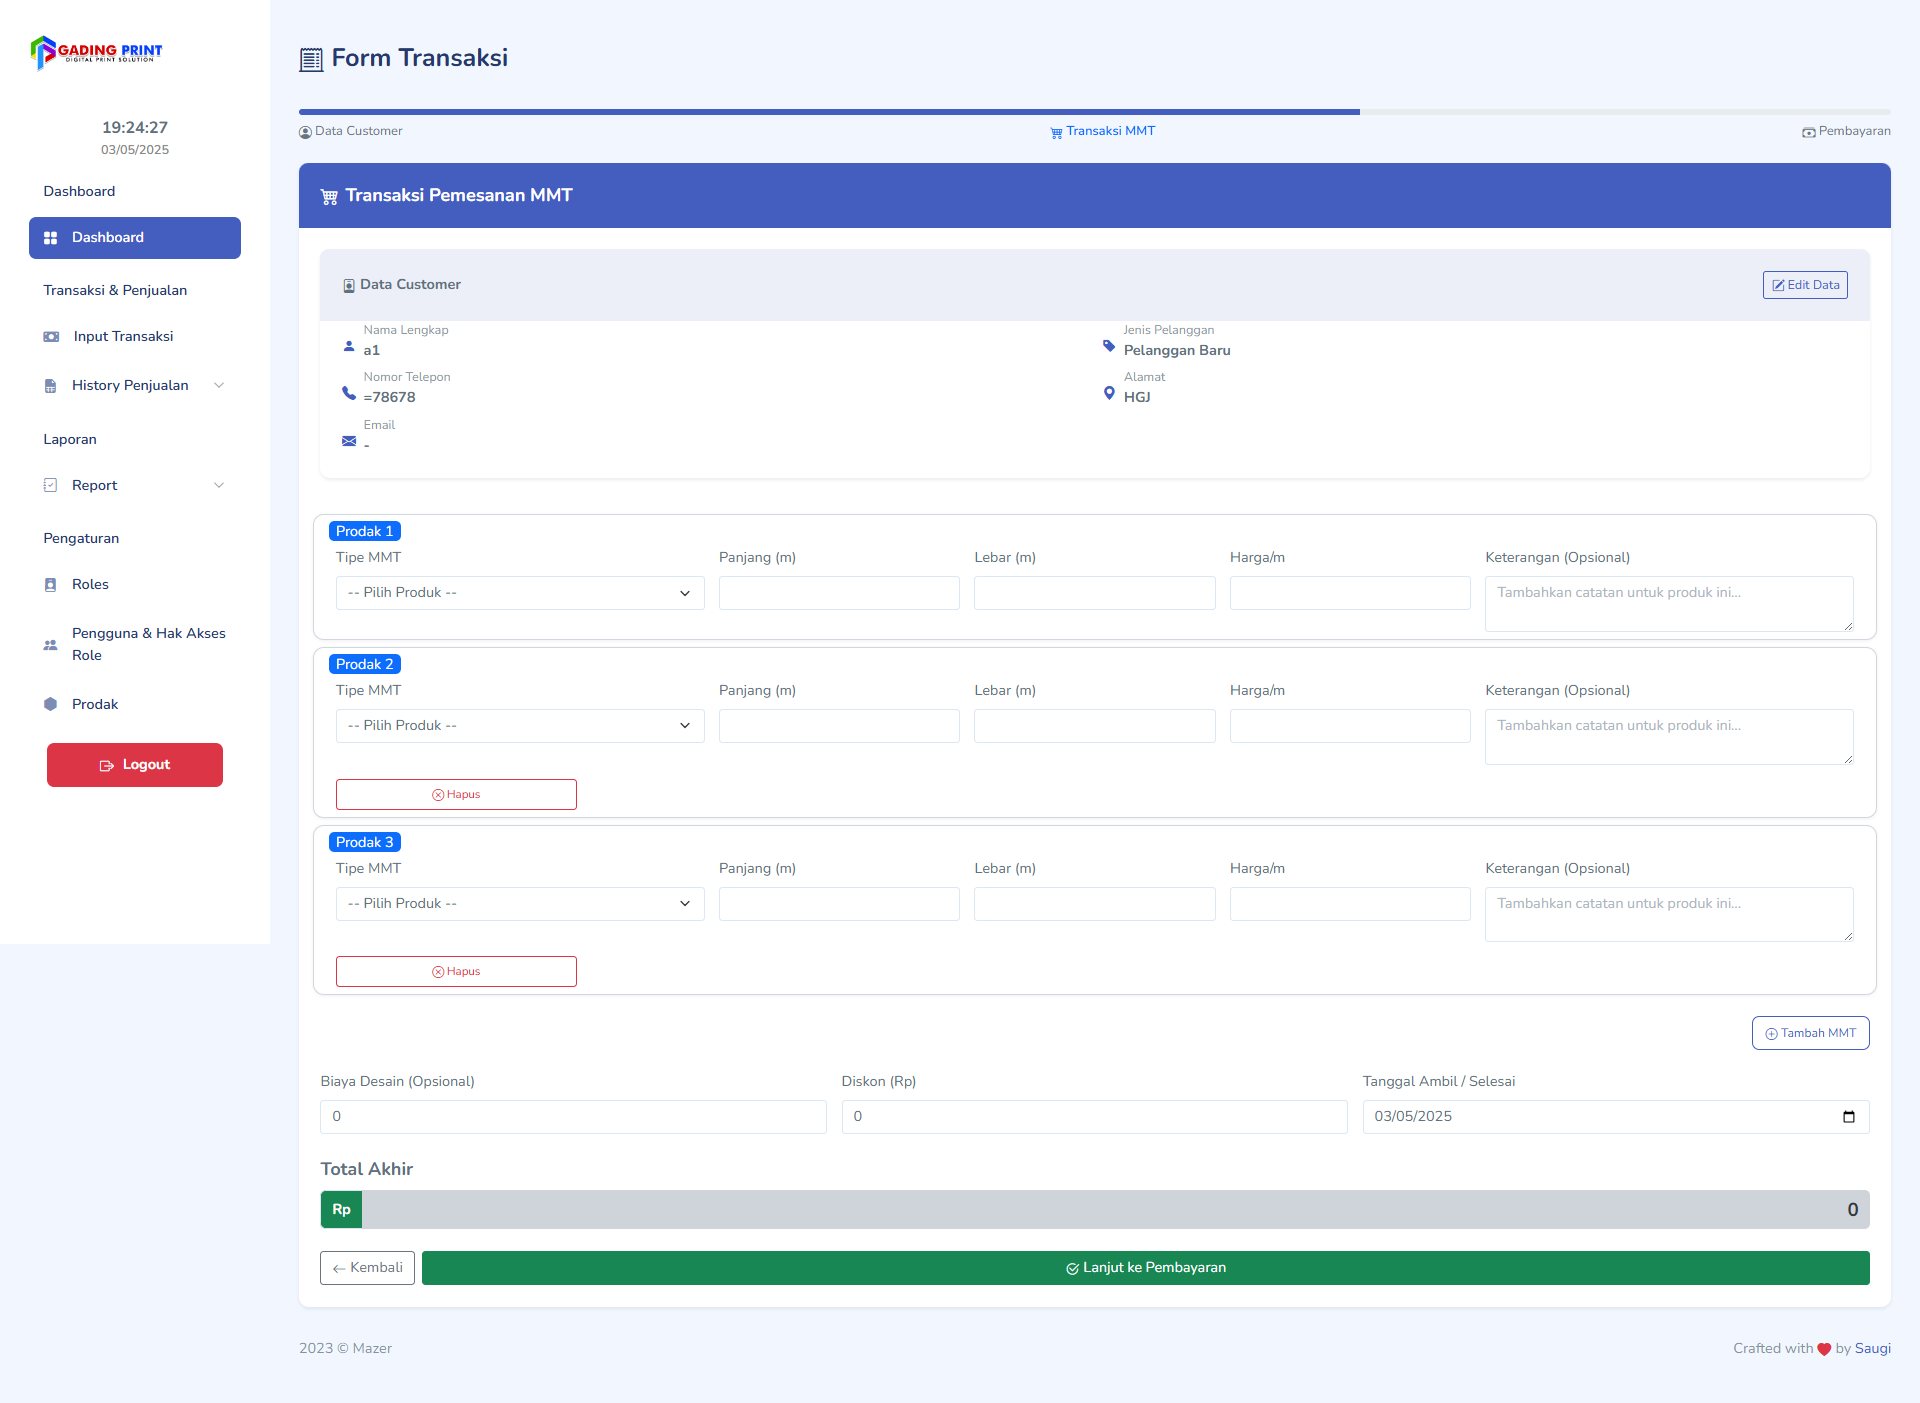 GADING PRINT
DIGITAL PRINT SOLUTION
19:24:27
03/05/2025
Dashboard
Dashboard
Transaksi & Penjualan
Input Transaksi
History Penjualan
Laporan
Report
Pengaturan
Roles
Pengguna & Hak Akses
Role
Prodak
Logout
Form Transaksi
Data Customer
Transaksi MMT
Pembayaran
Transaksi Pemesanan MMT
Data Customer
Edit Data
Nama Lengkap
a1
Jenis Pelanggan
Pelanggan Baru
Nomor Telepon
=78678
Alamat
HGJ
Email
-
Prodak 1
Tipe MMT
Panjang (m)
Lebar (m)
Harga/m
Keterangan (Opsional)
-- Pilih Produk --
Tambahkan catatan untuk produk ini...
Prodak 2
Tipe MMT
Panjang (m)
Lebar (m)
Harga/m
Keterangan (Opsional)
-- Pilih Produk --
Tambahkan catatan untuk produk ini...
Hapus
Prodak 3
Tipe MMT
Panjang (m)
Lebar (m)
Harga/m
Keterangan (Opsional)
-- Pilih Produk --
Tambahkan catatan untuk produk ini...
Hapus
Tambah MMT
Biaya Desain (Opsional)
Diskon (Rp)
Tanggal Ambil / Selesai
0
0
03/05/2025
Total Akhir
Rp
0
Kembali
Lanjut ke Pembayaran
2023 © Mazer
Crafted with by Saugi